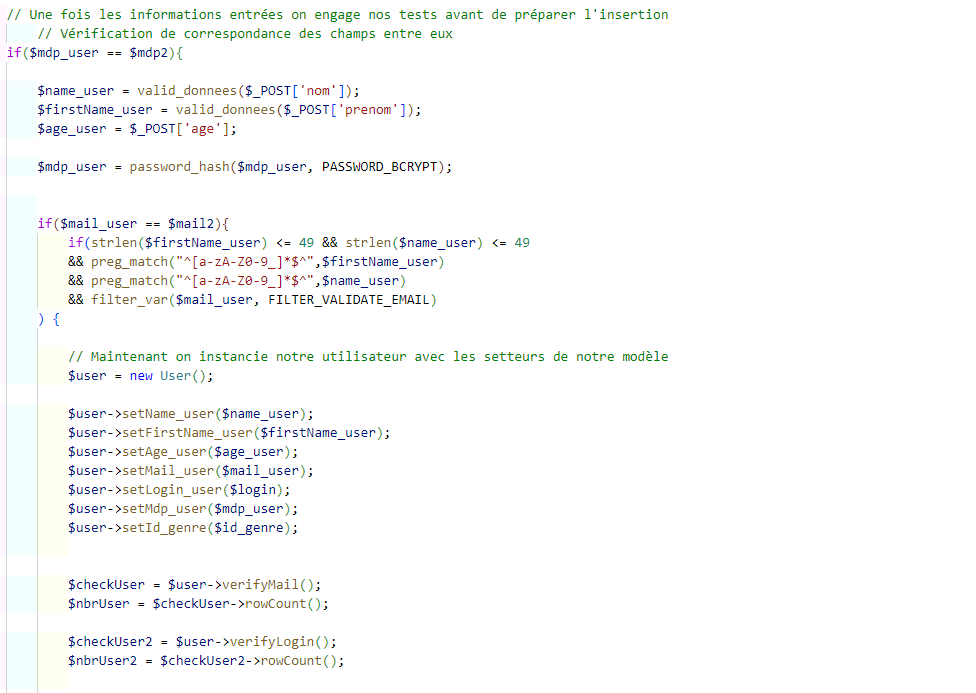 // Une fois les informations entrées on engage nos tests avant de préparer l'insertion
// Vérification de correspondance des champs entre eux
if($mdp_user == $mdp2){
$name_user = valid_donnees($_POST['nom']);
$firstName_user = valid_donnees($_POST['prenom']);
$age_user = $_POST['age'];
$mdp_user = password_hash($mdp_user, PASSWORD_BCRYPT);
if($mail_user == $mail2){
if(strlen($firstName_user) <= 49 && strlen($name_user) <= 49
&& preg_match("^[a-zA-Z0-9_]*$^",$firstName_user)
&& preg_match("^[a-zA-Z0-9_]*$^",$name_user)
&& filter_var($mail_user, FILTER_VALIDATE_EMAIL)
) {
// Maintenant on instancie notre utilisateur avec les setteurs de notre modèle
$user = new User();
$user->setName_user($name_user);
$user->setFirstName_user($firstName_user);
$user->setAge_user($age_user);
$user->setMail_user($mail_user);
$user->setLogin_user($login);
$user->setMdp_user($mdp_user);
$user->setId_genre($id_genre);
$checkUser = $user->verifyMail();
$nbrUser = $checkUser->rowCount();
$checkUser2 = $user->verifyLogin();
$nbrUser2 = $checkUser2->rowCount();